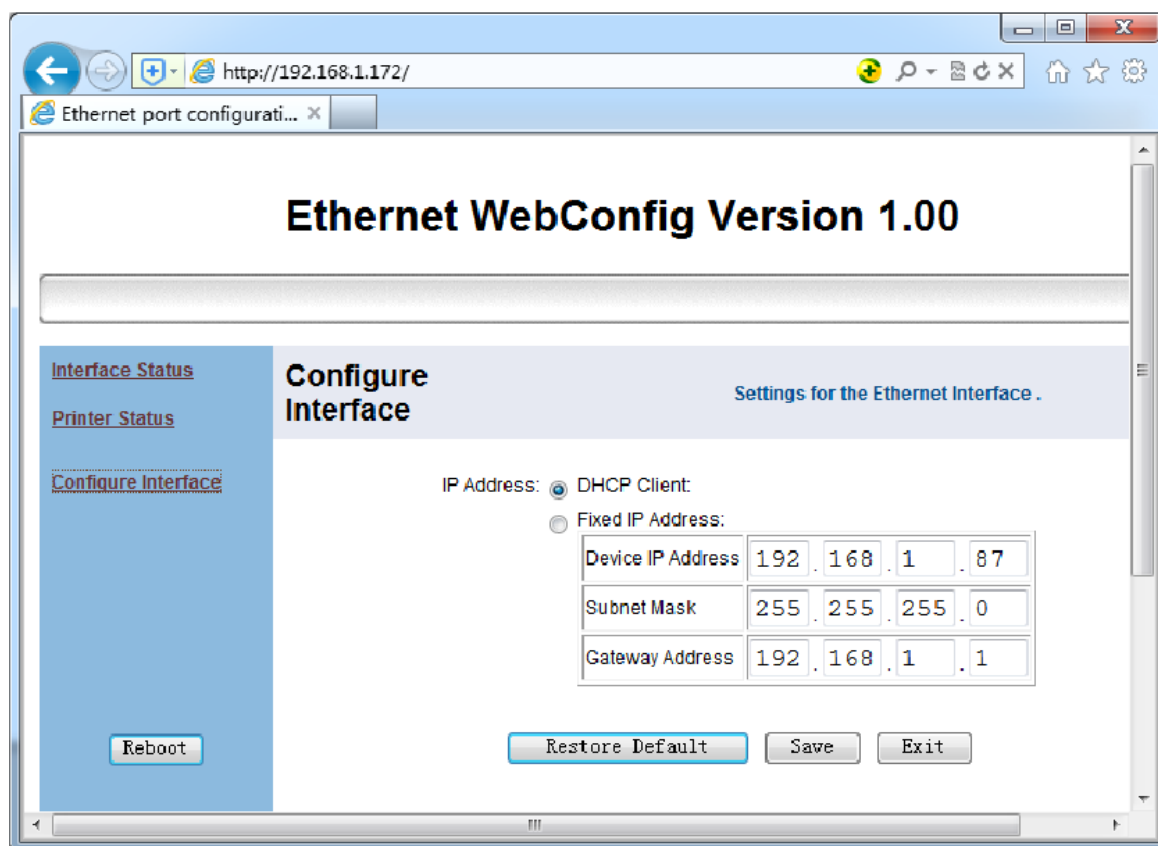 http://192.168.1.172/
Ethernet port configurati...
Ethernet WebConfig Version 1.00
Interface Status
Printer Status
Configure Interface
Configure
Interface
Settings for the Ethernet Interface .
IP Address: DHCP Client:
Fixed IP Address:
Device IP Address 192 . 168 . 1 . 87
Subnet Mask 255 . 255 . 255 . 0
Gateway Address 192 . 168 . 1 . 1
Reboot Restore Default Save Exit